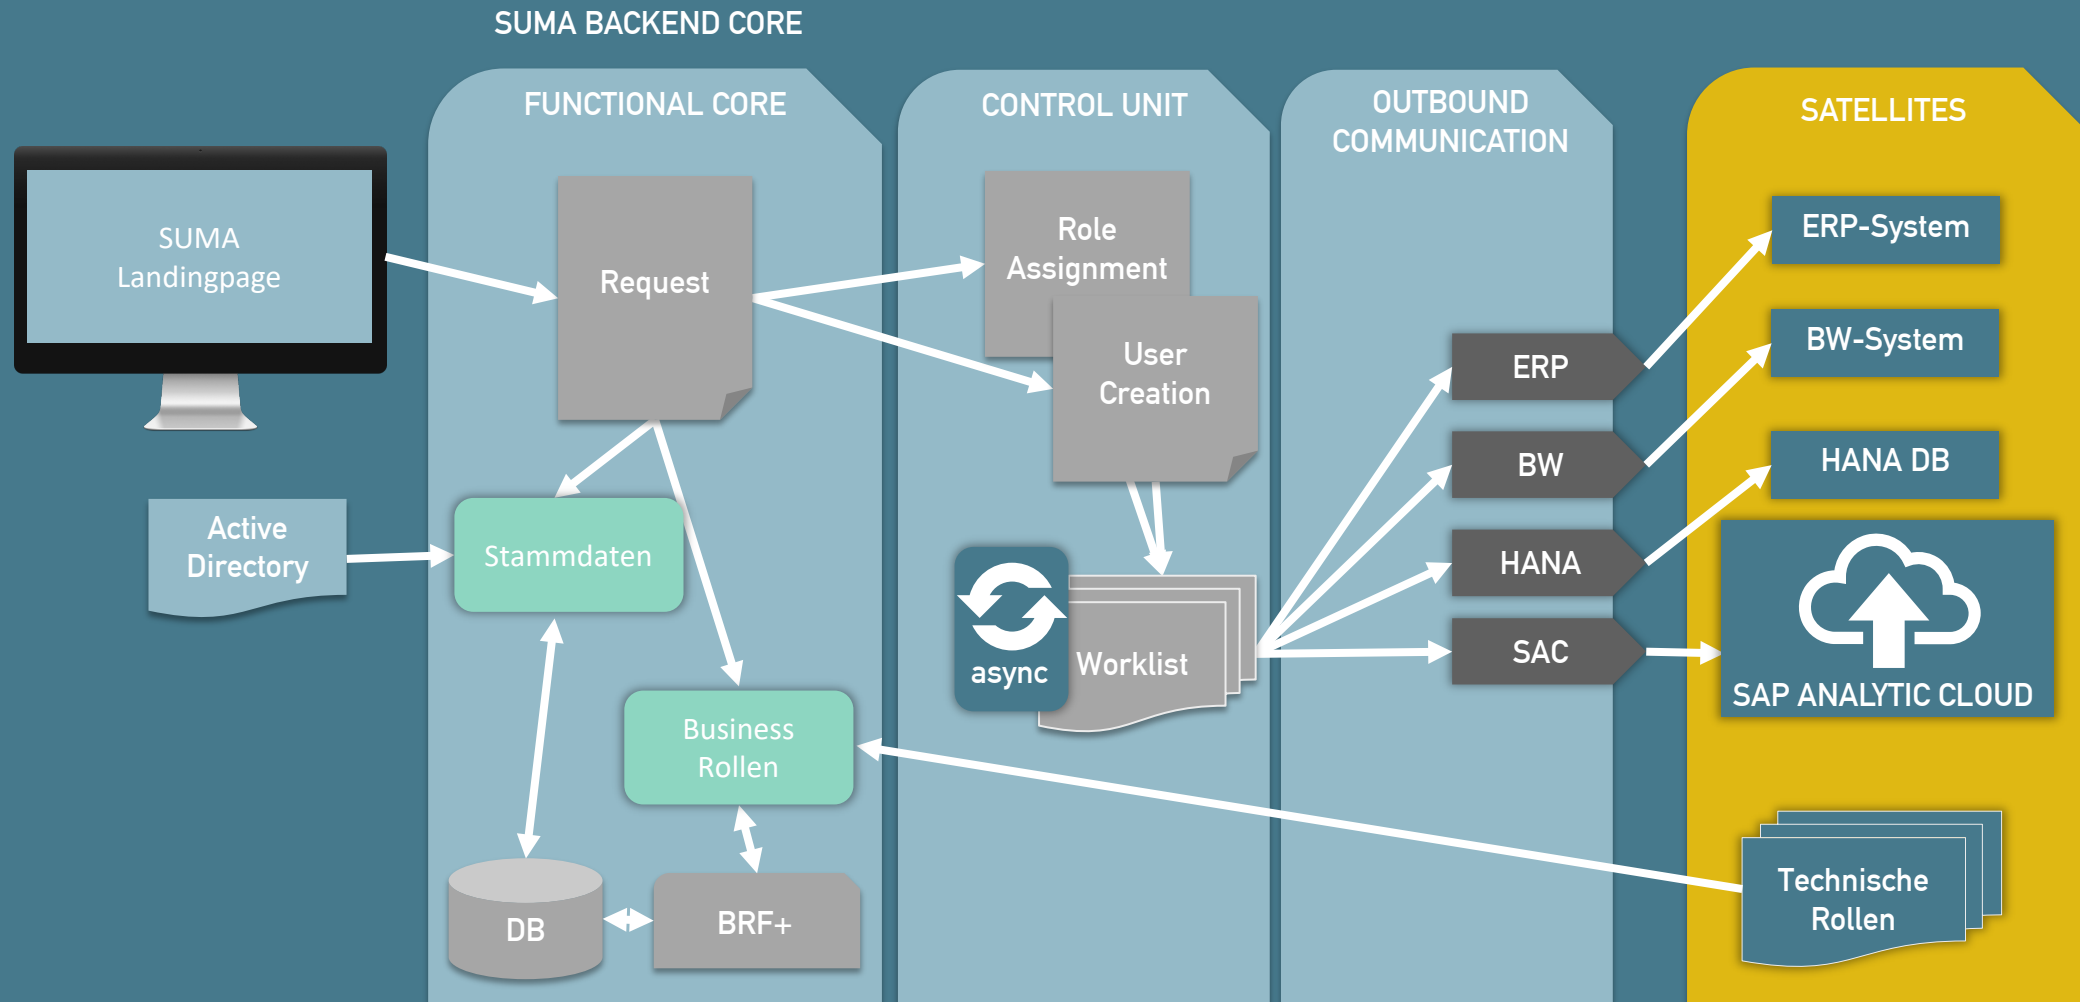 SUMA BACKEND CORE
FUNCTIONAL CORE
CONTROL UNIT
OUTBOUND
COMMUNICATION
SATELLITES
SUMA
Landingpage
Request
Role
Assignment
User
Creation
ERP
BW
HANA
SAC
ERP-System
BW-System
HANA DB
SAP ANALYTIC CLOUD
Active
Directory
Stammdaten
async
Worklist
Business
Rollen
DB
BRF+
Technische
Rollen